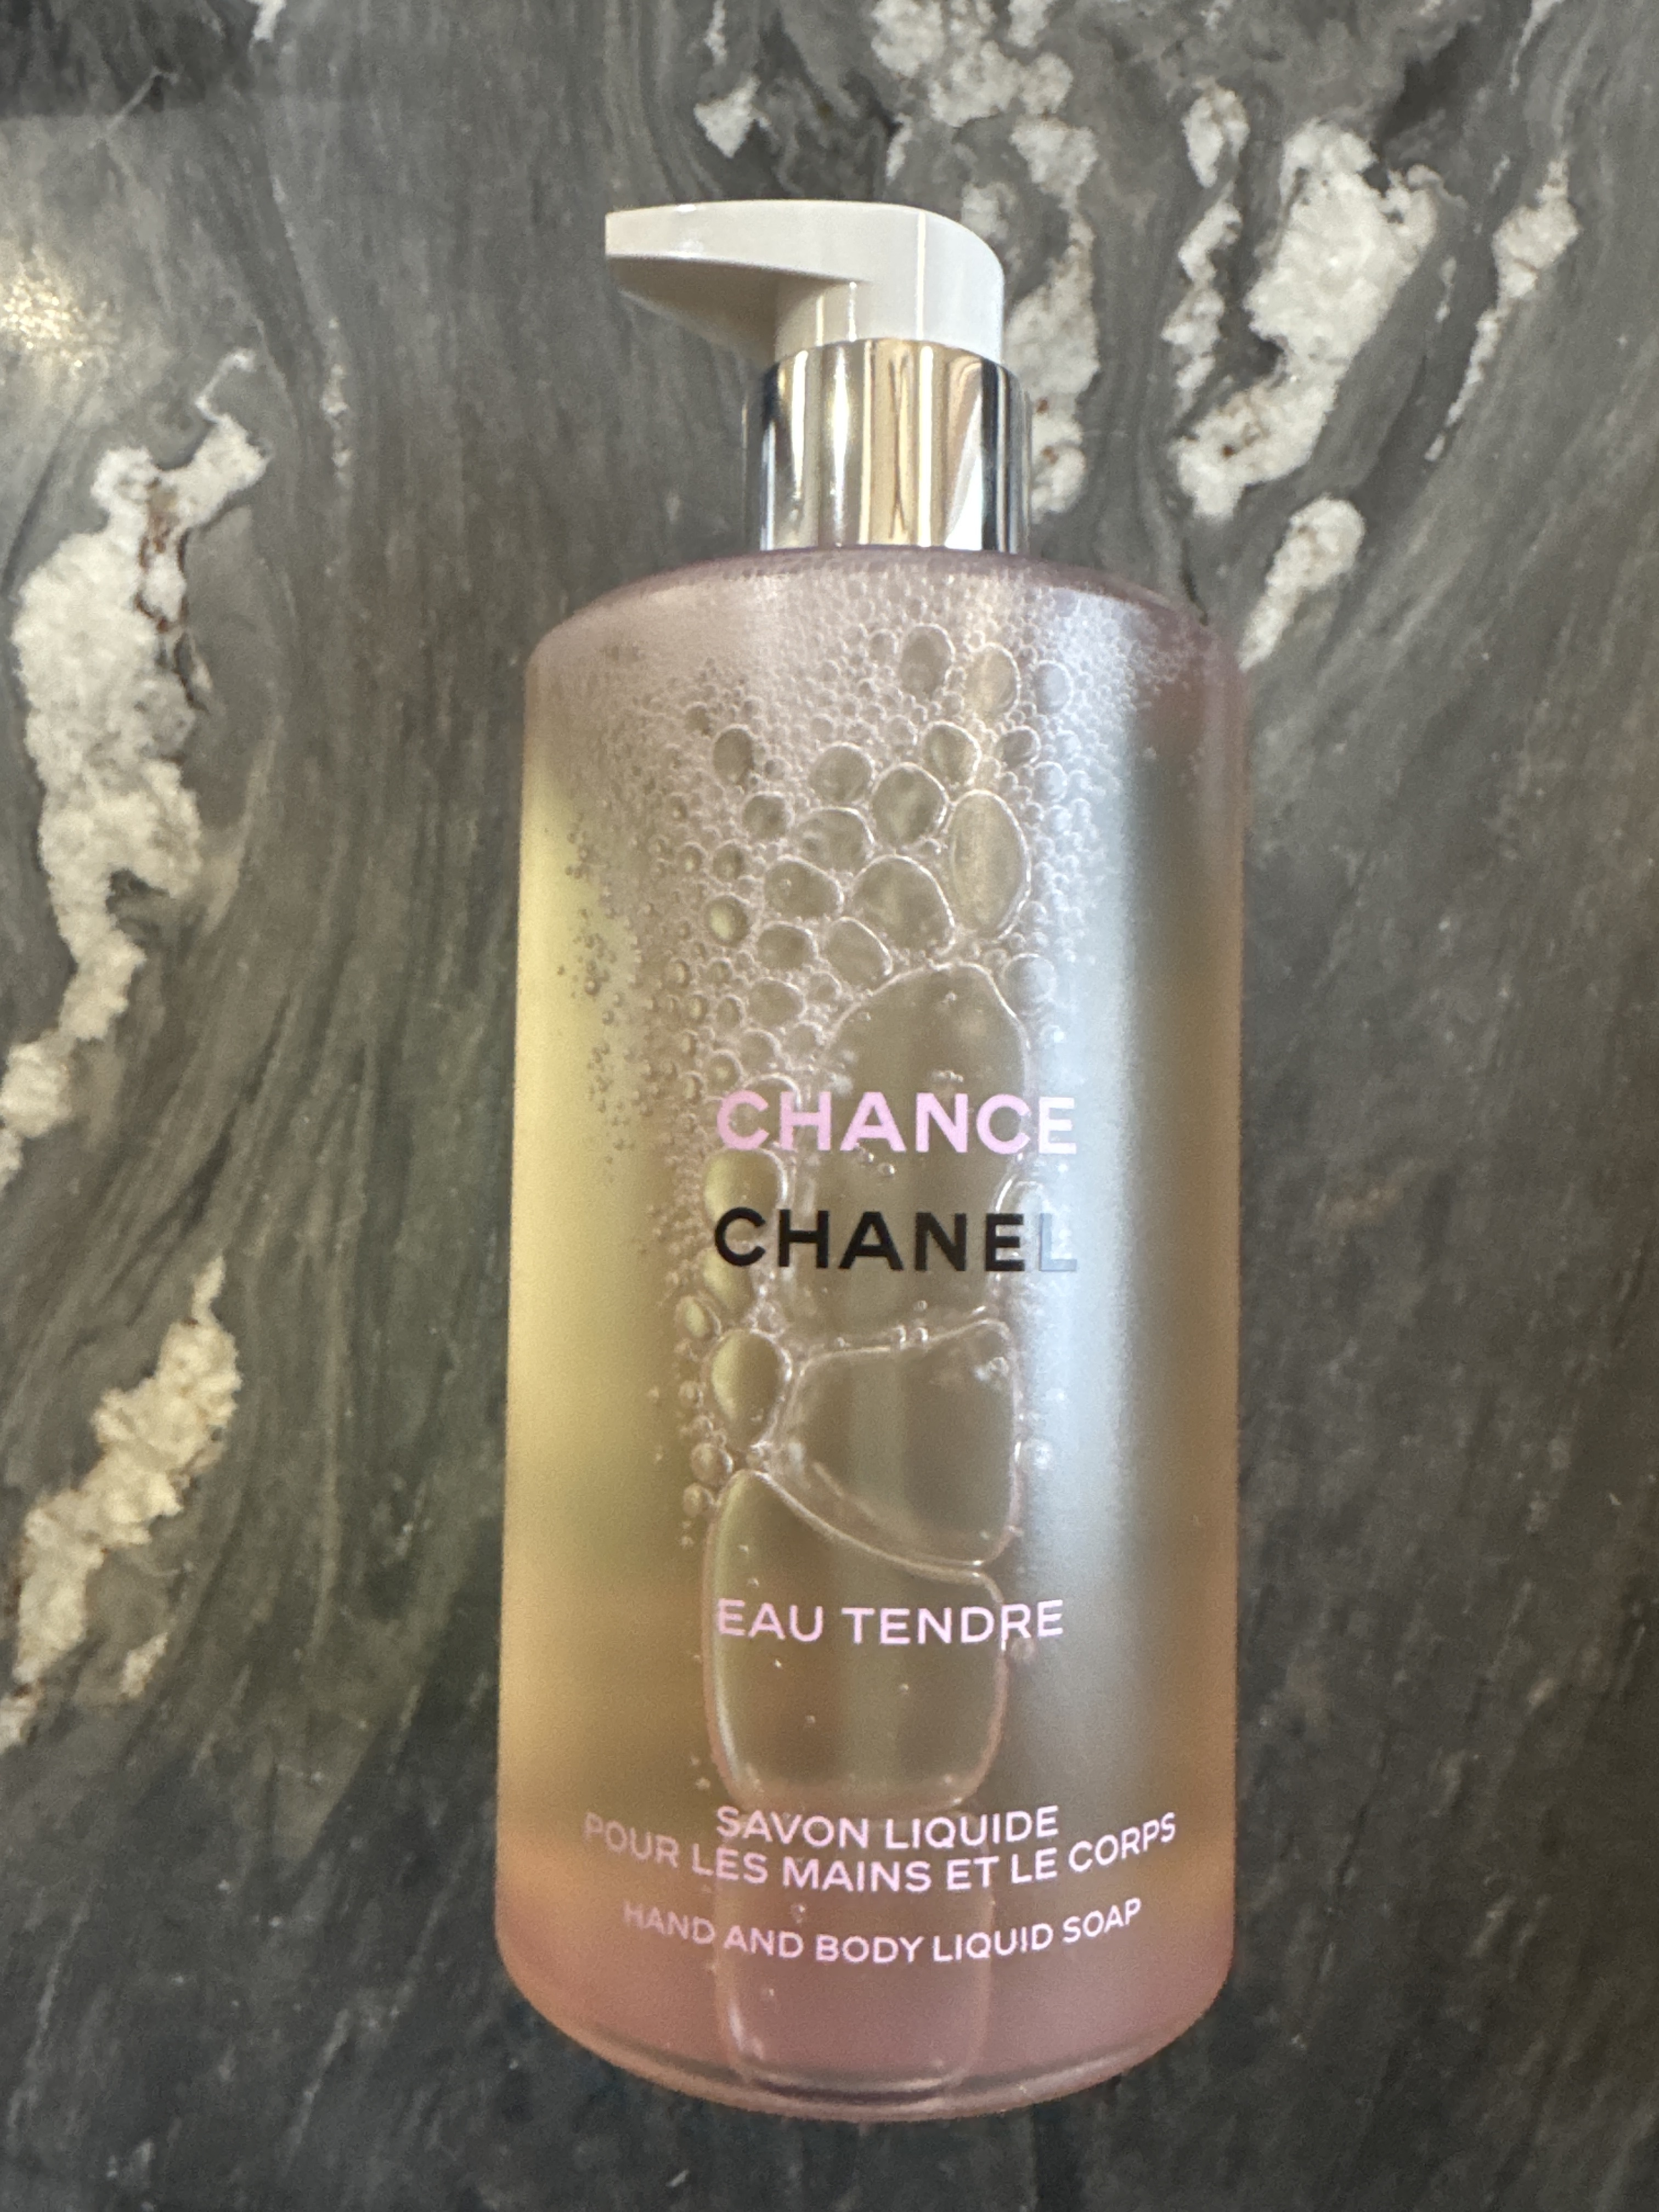 CHANCE
CHANEL
EAU TENDRE
SAVON LIQUIDE
POUR LES MAINS ET LE CORPS
HAND AND BODY LIQUID SOAP